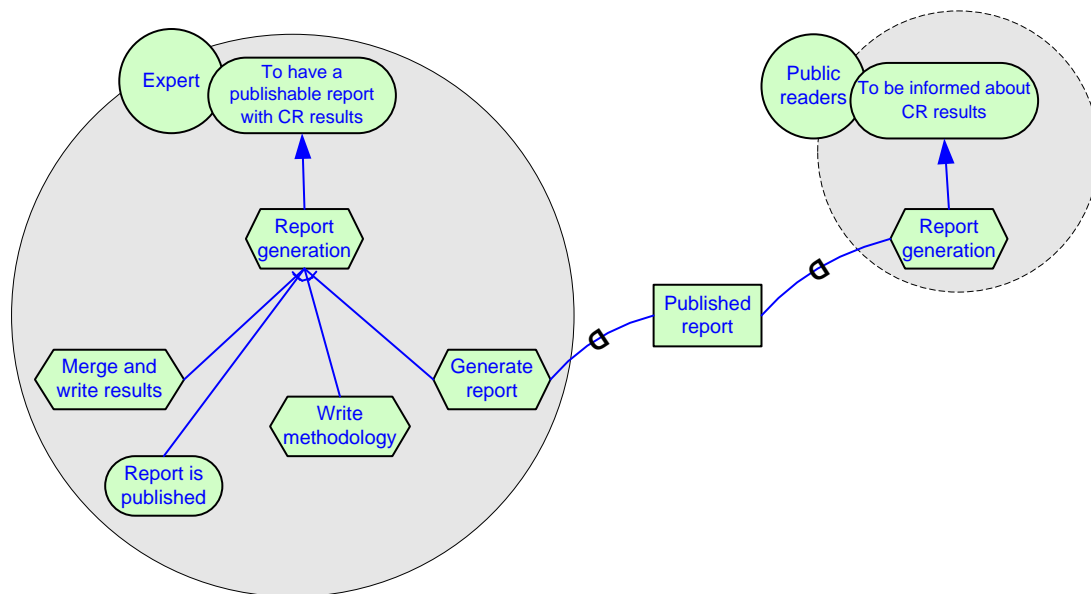 Expert
To have a
publishable report
with CR results
Public
readers
To be informed about
CR results
Report
generation
Report
generation
Published
report
Merge and
write results
Generate
report
Write
methodology
Report is
published